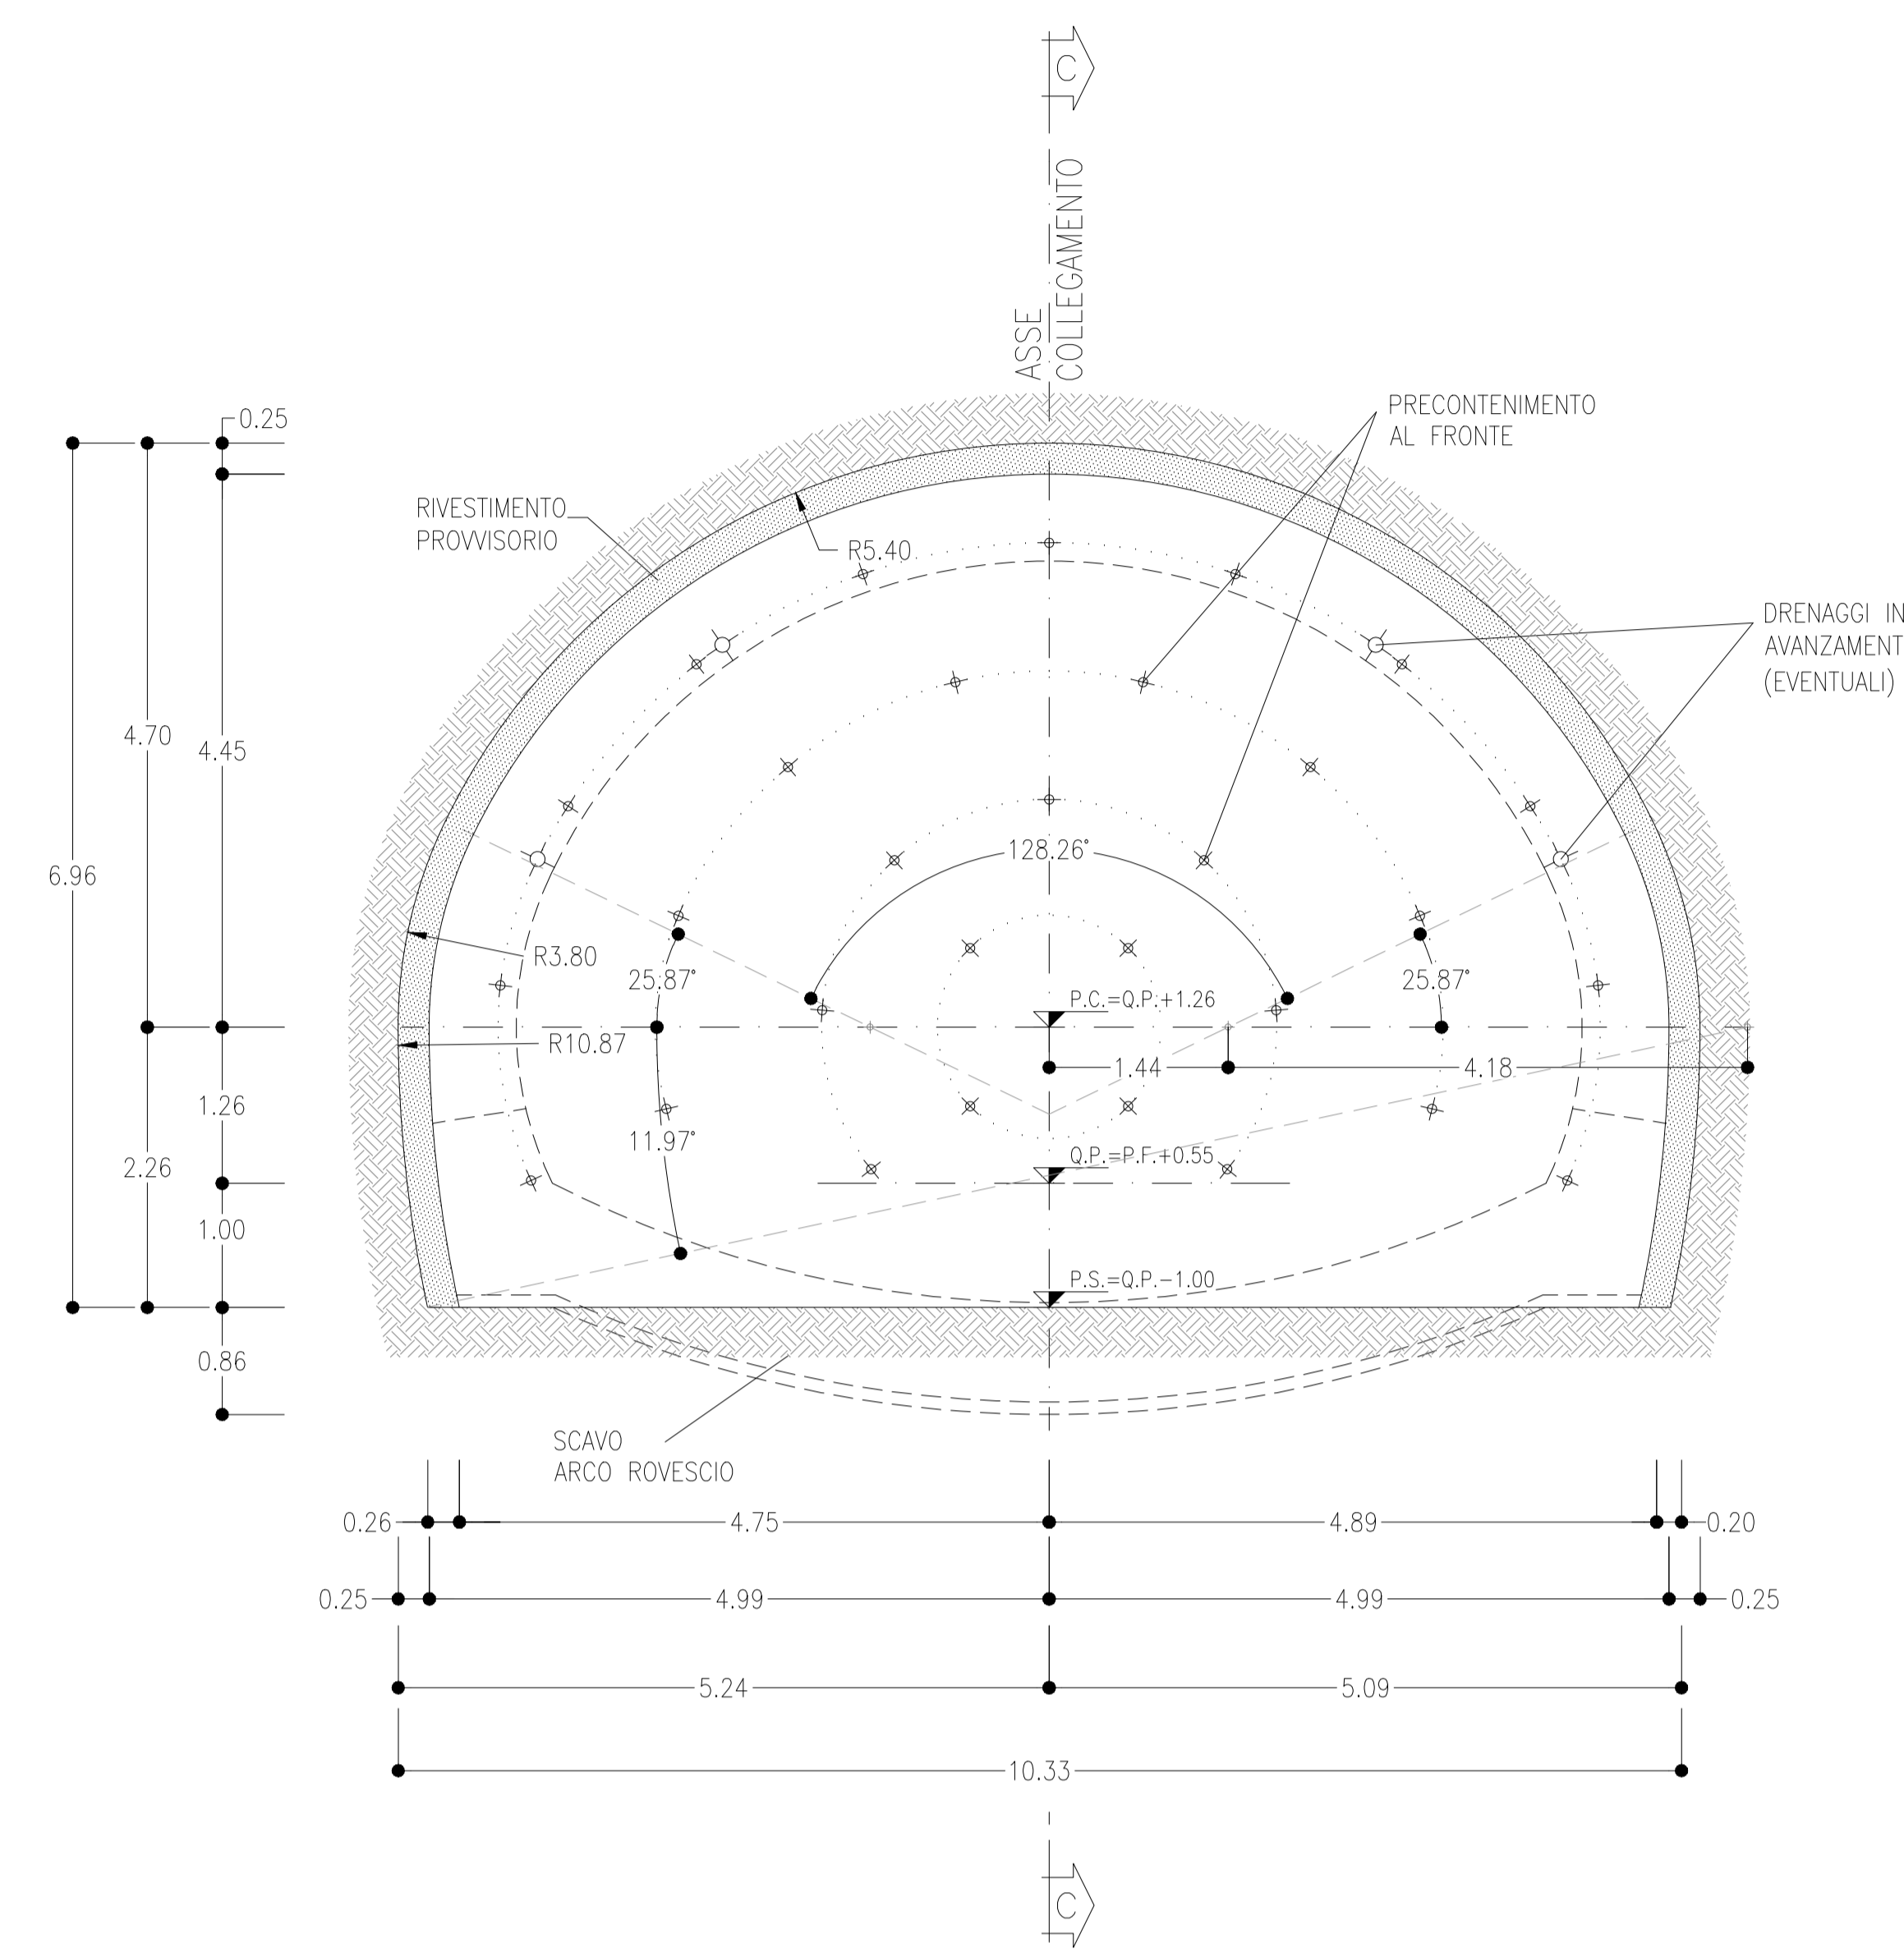 C
ASSE
COLLEGAMENTO
0.25
PRECONTENIMENTO
AL FRONTE
RIVESTIMENTO
PROVVISORIO
R5.40
DRENAGGI IN
AVANZAMENT
(EVENTUALI)
4.70
4.45
6.96
128.26°
R3.80
25.87°
25.87°
P.C.=Q.P.+1.26
R10.87
1.44
4.18
1.26
11.97°
Q.P.=P.F.+0.55
2.26
1.00
P.S.=Q.P.-1.00
0.86
SCAVO
ARCO ROVESCIO
0.26
4.75
4.89
0.20
0.25
4.99
4.99
0.25
5.24
5.09
10.33
C